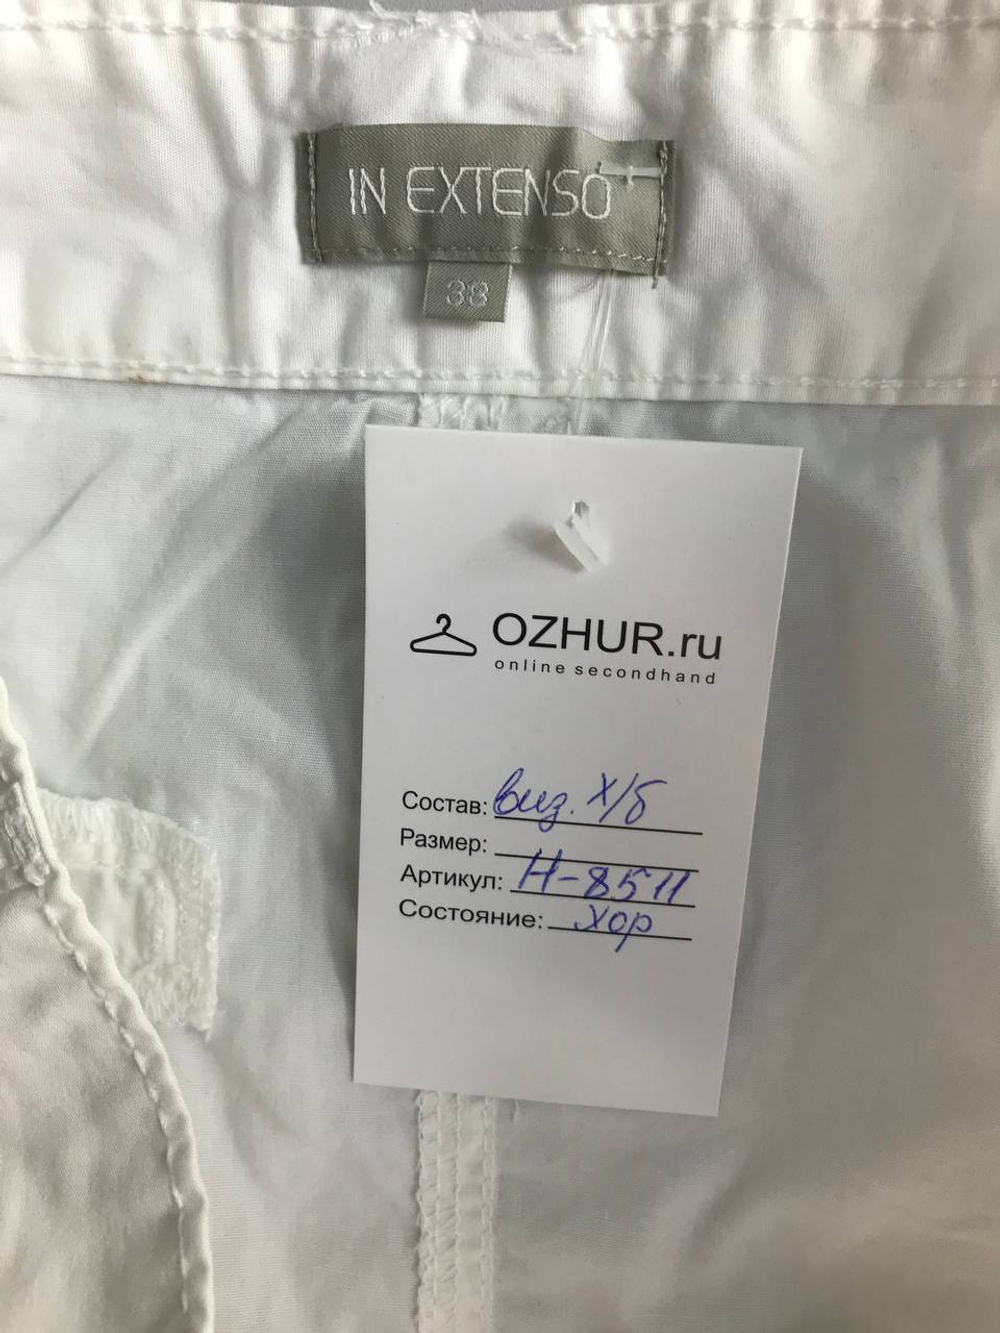 IN EXTENSO
38
OZHUR.ru
online secondhand
Состав: виз. х/б
Размер:
Артикул: Н-8511
Состояние: хор